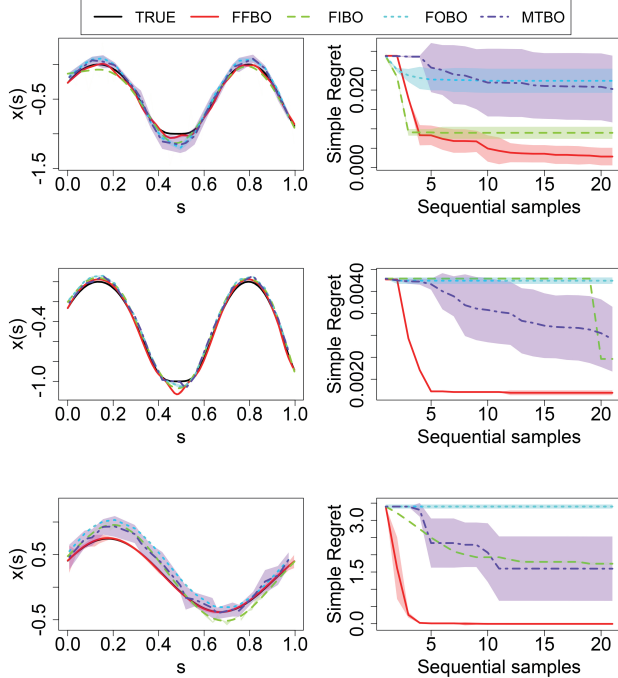 TRUE FFBO FIBO FOBO MTBO
x(s)
-0.5
-1.5
0.0 0.2 0.4 0.6 0.8 1.0
s
Simple Regret
0.020
0.000
5 10 15 20
Sequential samples
x(s)
-0.4
-1.0
0.0 0.2 0.4 0.6 0.8 1.0
s
Simple Regret
0.0040
0.0020
5 10 15 20
Sequential samples
x(s)
0.5
-0.5
0.0 0.2 0.4 0.6 0.8 1.0
s
Simple Regret
3.0
1.5
0.0
5 10 15 20
Sequential samples